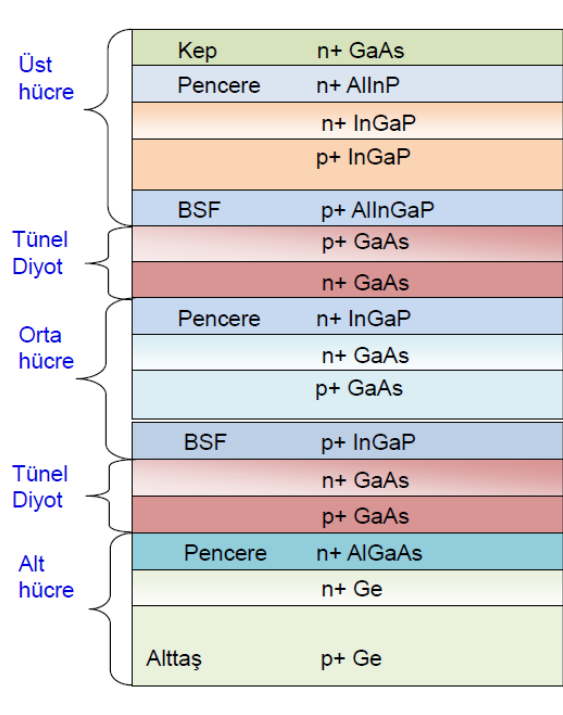 Üst
hücre
Kep n+ GaAs
Pencere n+ AlInP
n+ InGaP
p+ InGaP
BSF p+ AlInGaP
Tünel
Diyot
p+ GaAs
n+ GaAs
Orta
hücre
Pencere n+ InGaP
n+ GaAs
p+ GaAs
BSF p+ InGaP
Tünel
Diyot
n+ GaAs
p+ GaAs
Alt
hücre
Pencere n+ AlGaAs
n+ Ge
Alttaş p+ Ge